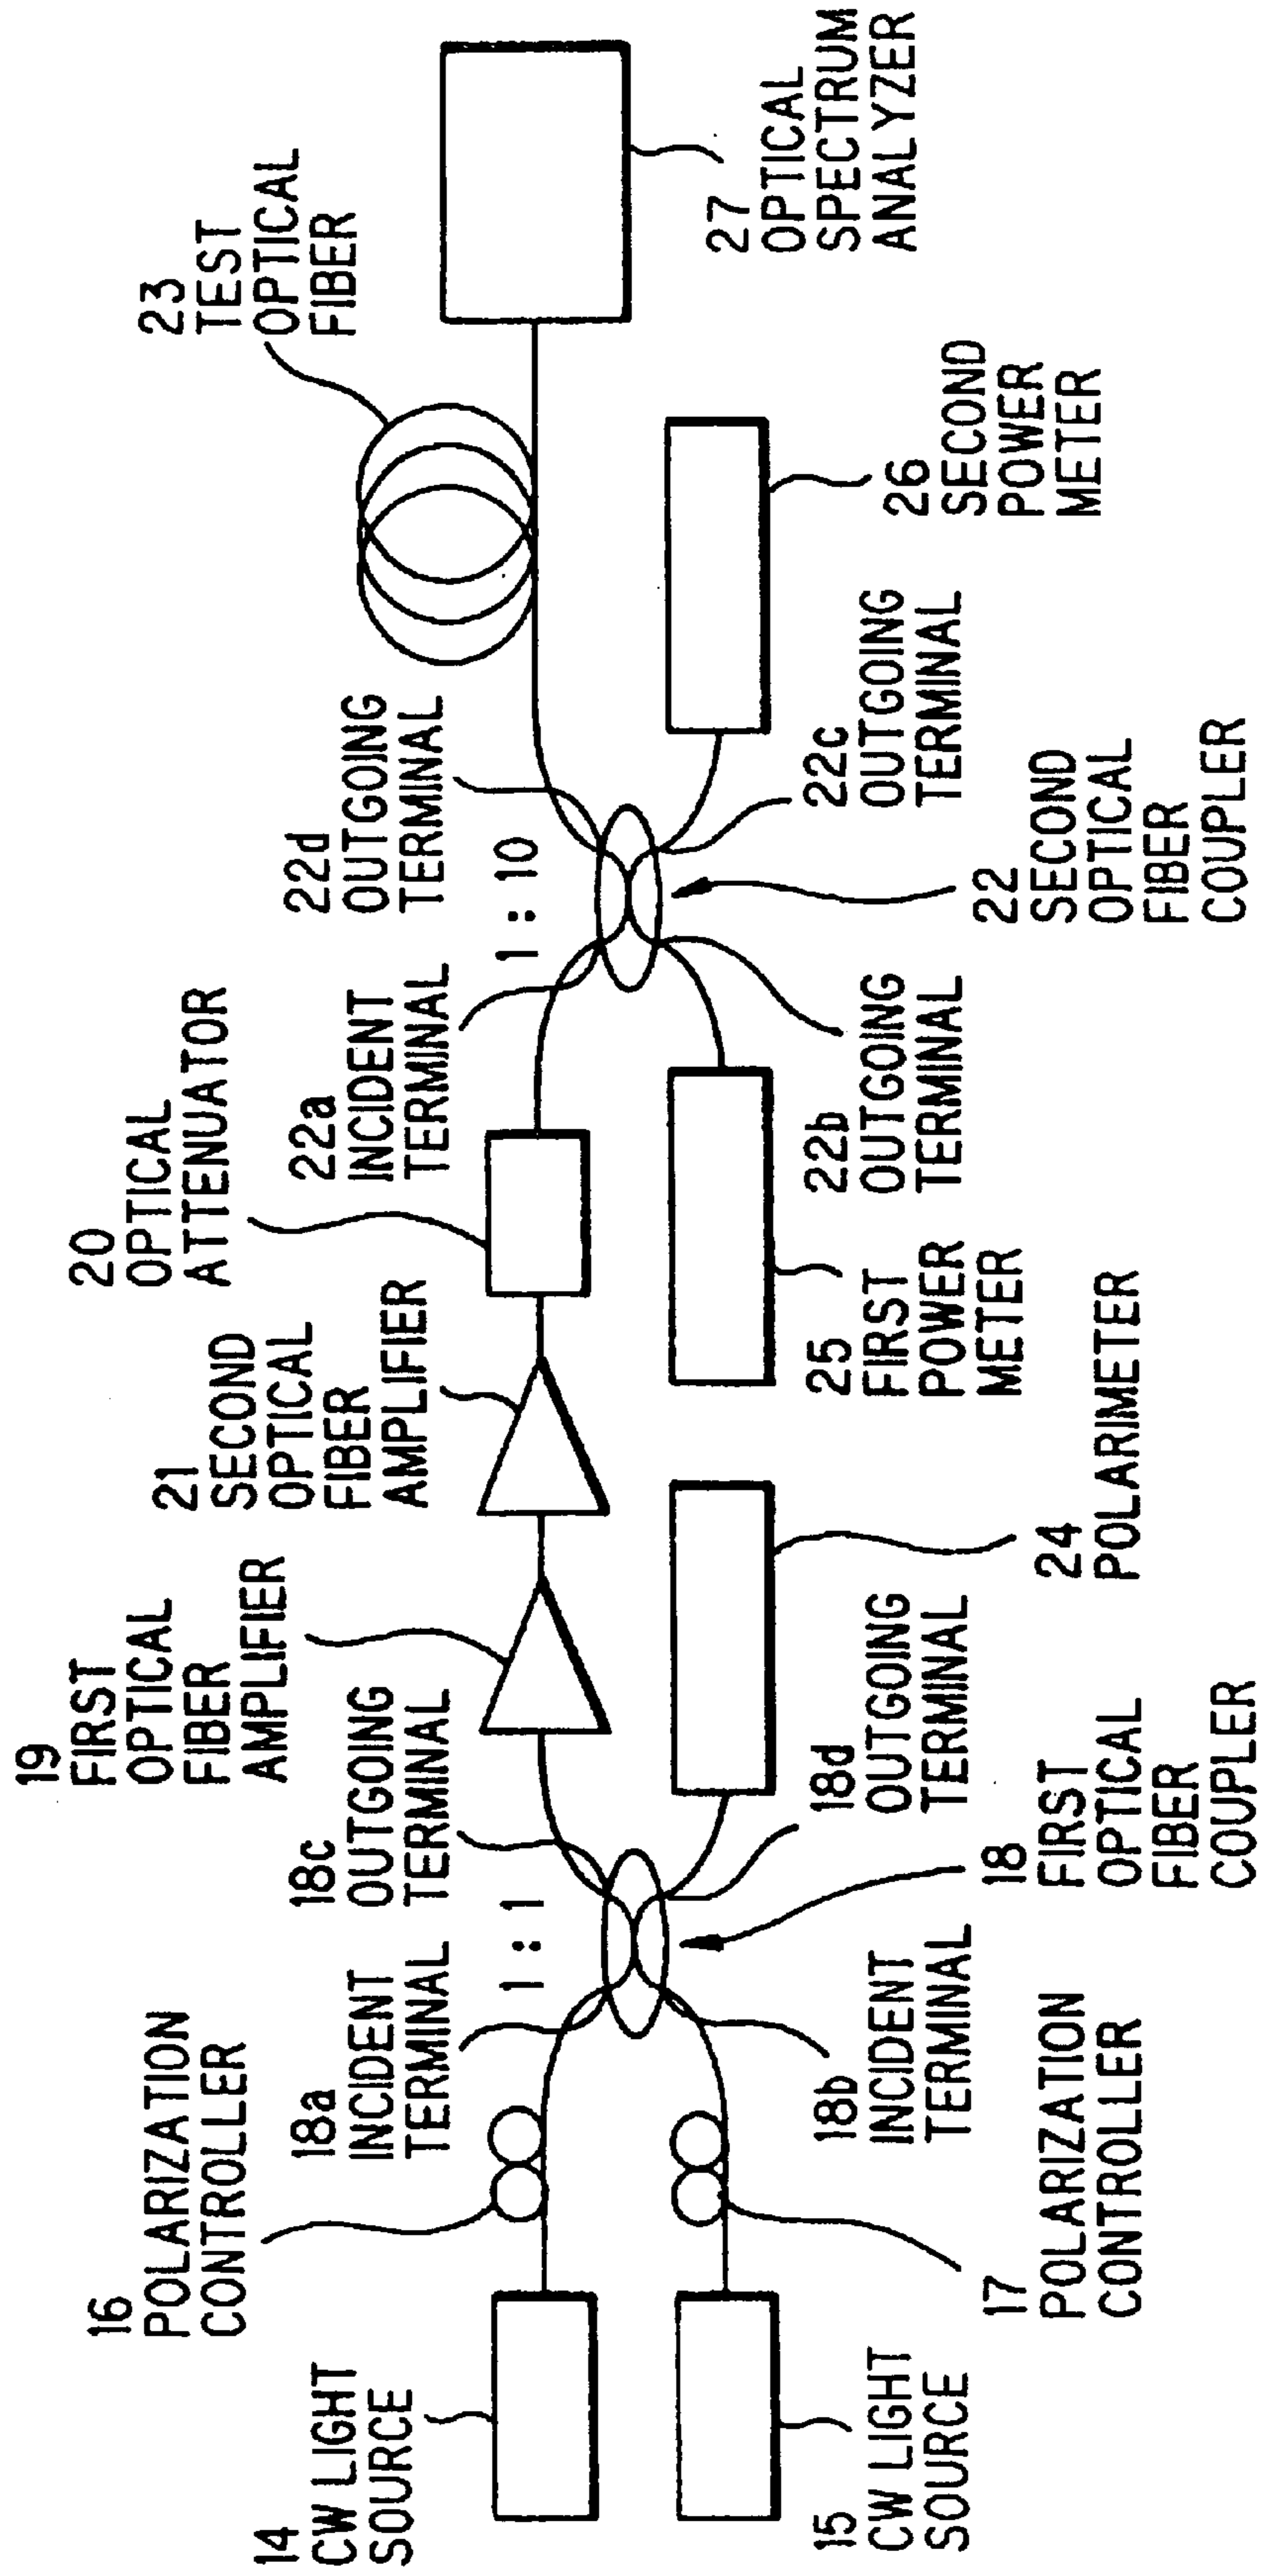 14
CW LIGHT
SOURCE
15
CW LIGHT
SOURCE
16
POLARIZATION
CONTROLLER
17
POLARIZATION
CONTROLLER
18a
INCIDENT
TERMINAL
1 : 1
18b
INCIDENT
TERMINAL
18c
OUTGOING
TERMINAL
18d
OUTGOING
TERMINAL
18
FIRST
OPTICAL
FIBER
COUPLER
19
FIRST
OPTICAL
FIBER
AMPLIFIER
24
POLARIMETER
21
SECOND
OPTICAL
FIBER
AMPLIFIER
20
OPTICAL
ATTENUATOR
25
FIRST
POWER
METER
22a
INCIDENT
TERMINAL
1 : 10
22b
OUTGOING
TERMINAL
22d
OUTGOING
TERMINAL
22c
OUTGOING
TERMINAL
22
SECOND
OPTICAL
FIBER
COUPLER
23
TEST
OPTICAL
FIBER
26
SECOND
POWER
METER
27
OPTICAL
SPECTRUM
ANALYZER